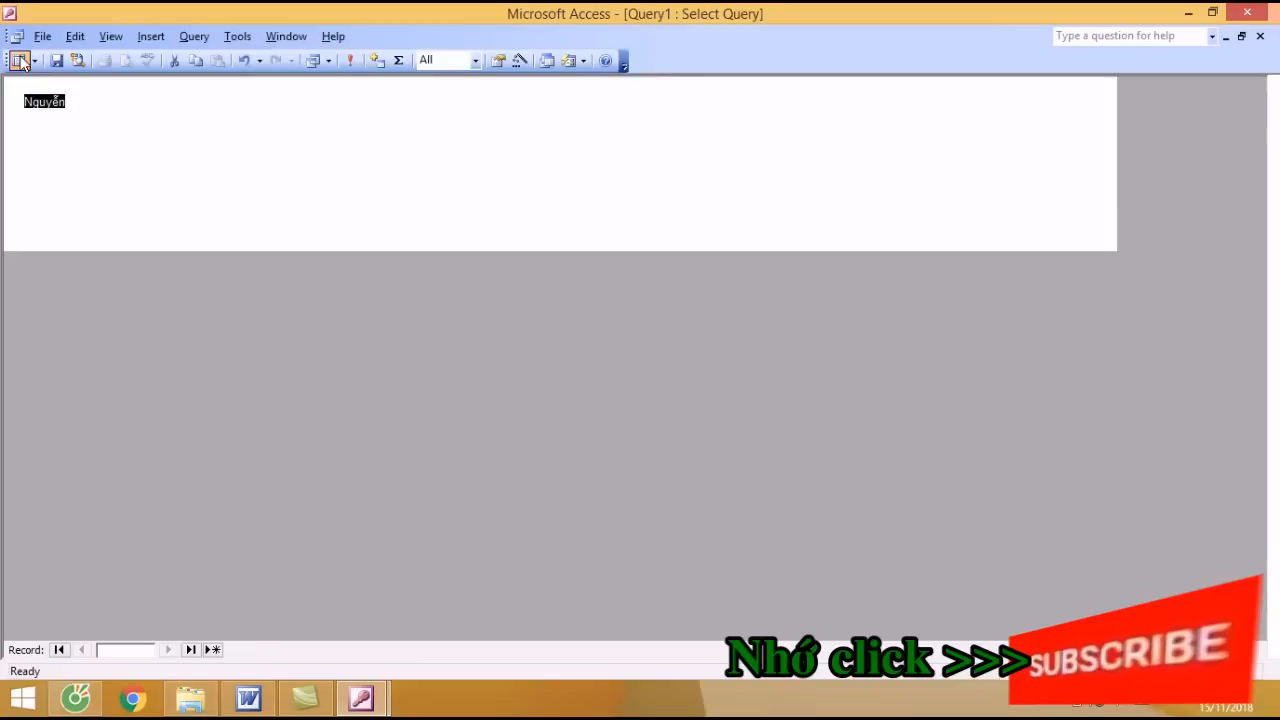 Microsoft Access - [Query1 : Select Query]
File Edit View Insert Query Tools Window Help Type a question for help
All
Nguyễn
Record:
Ready
Nhớ click >>> SUBSCRIBE
15/11/2018